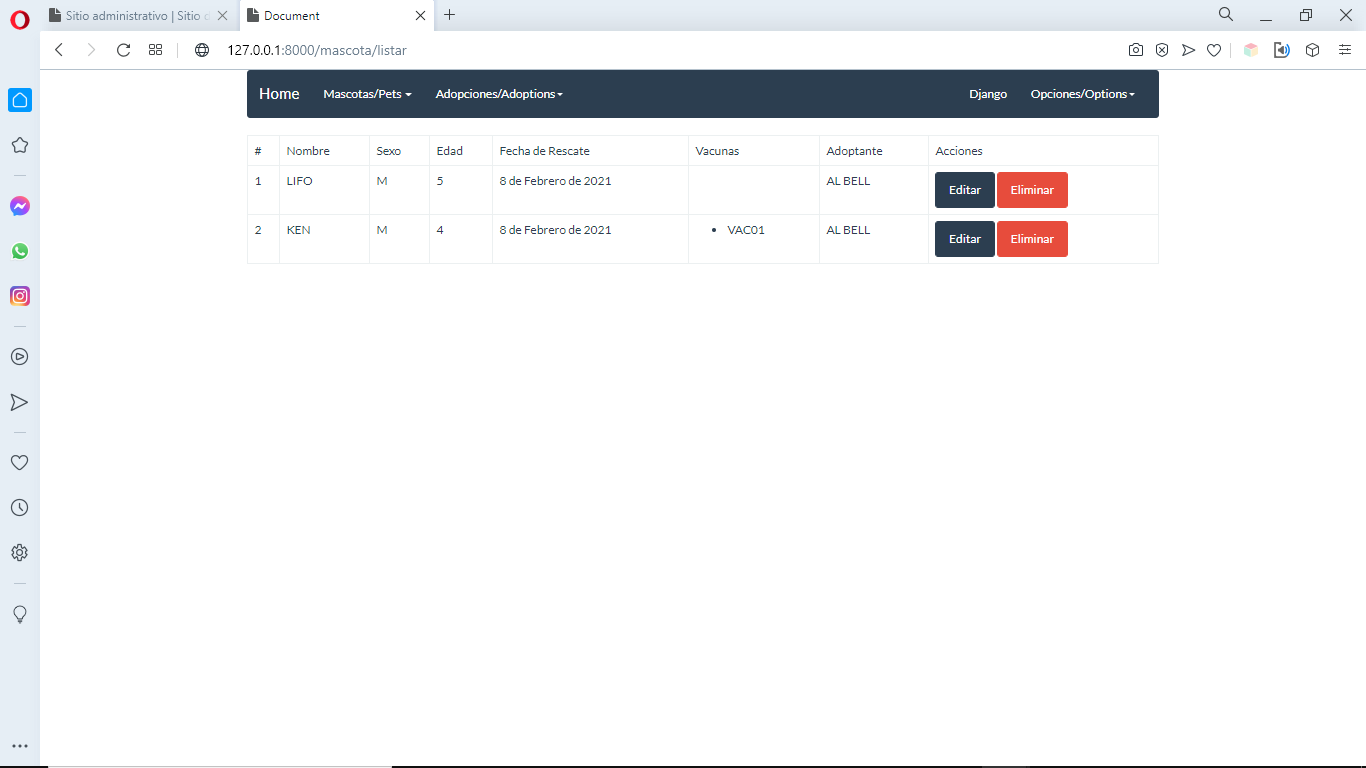 Sitio administrativo | Sitio d
Document
127.0.0.1:8000/mascota/listar
Home Mascotas/Pets Adopciones/Adoptions Django Opciones/Options
# Nombre Sexo Edad Fecha de Rescate Vacunas Adoptante Acciones
1 LIFO M 5 8 de Febrero de 2021 AL BELL Editar Eliminar
2 KEN M 4 8 de Febrero de 2021 • VAC01 AL BELL Editar Eliminar